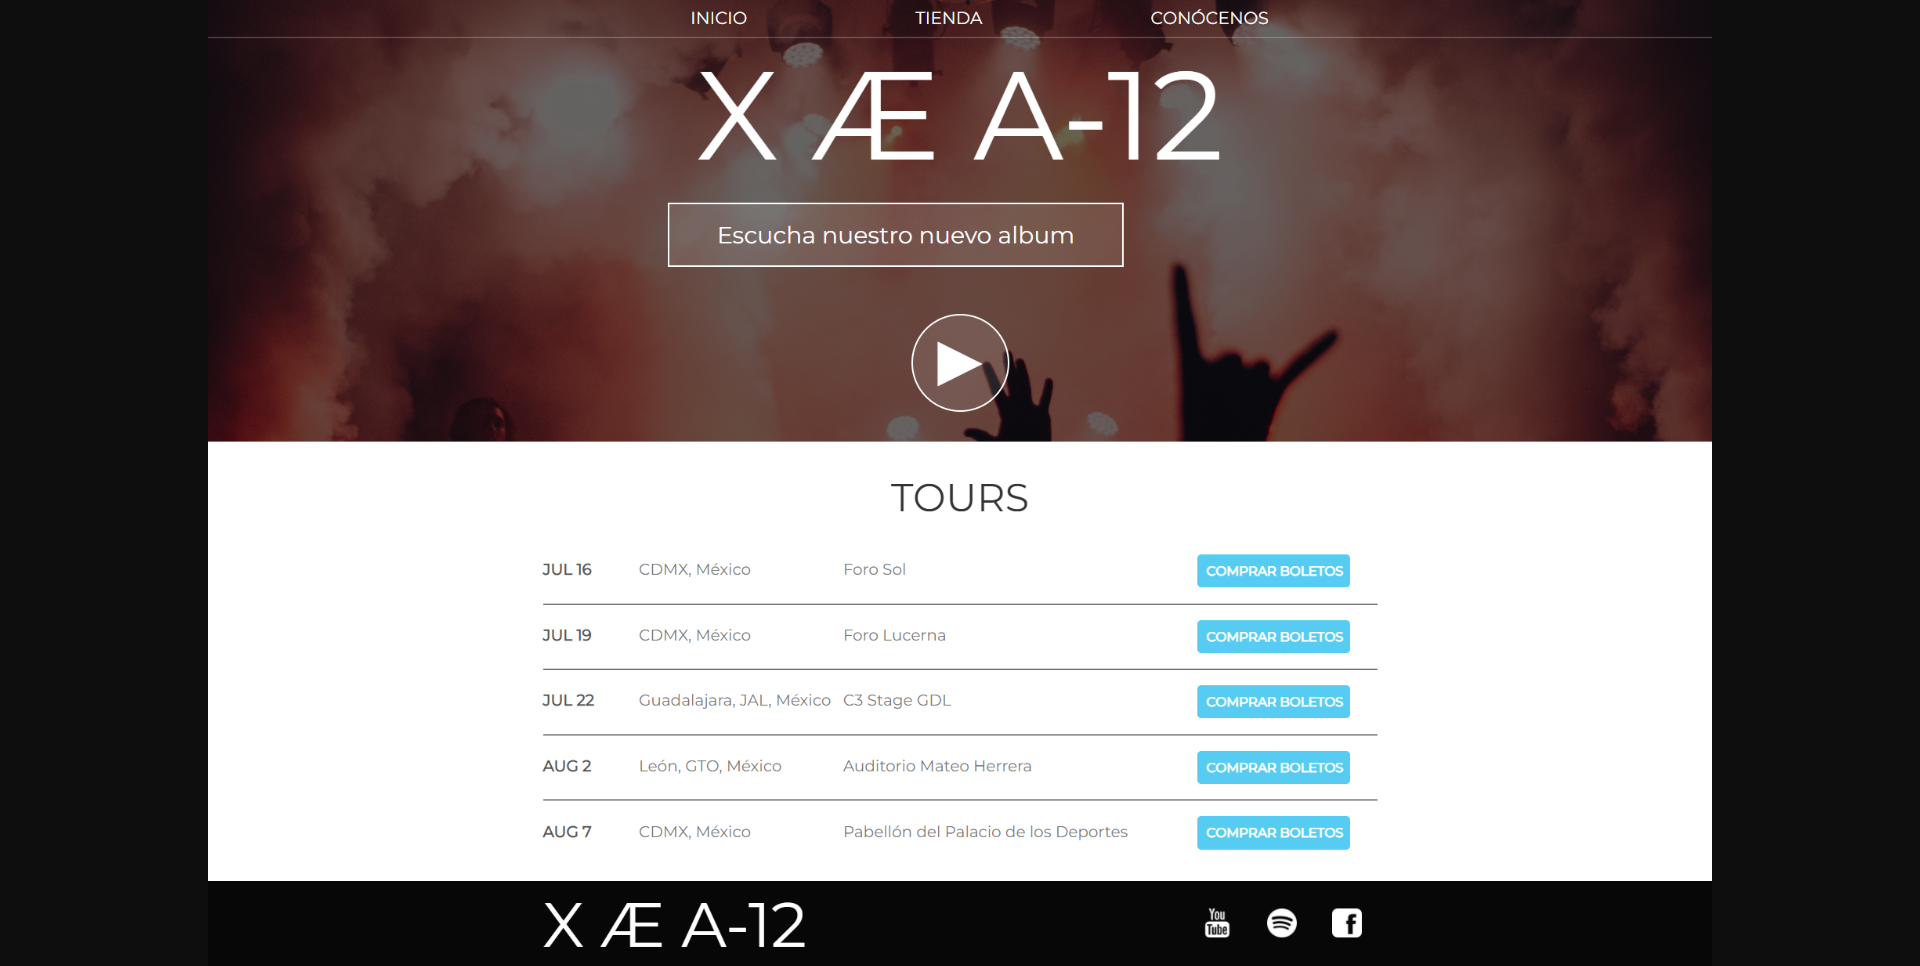 INICIO TIENDA CONÓCENOS
X Æ A-12
Escucha nuestro nuevo album
TOURS
JUL 16 CDMX, México Foro Sol COMPRAR BOLETOS
JUL 19 CDMX, México Foro Lucerna COMPRAR BOLETOS
JUL 22 Guadalajara, JAL, México C3 Stage GDL COMPRAR BOLETOS
AUG 2 León, GTO, México Auditorio Mateo Herrera COMPRAR BOLETOS
AUG 7 CDMX, México Pabellón del Palacio de los Deportes COMPRAR BOLETOS
X Æ A-12 You Tube f